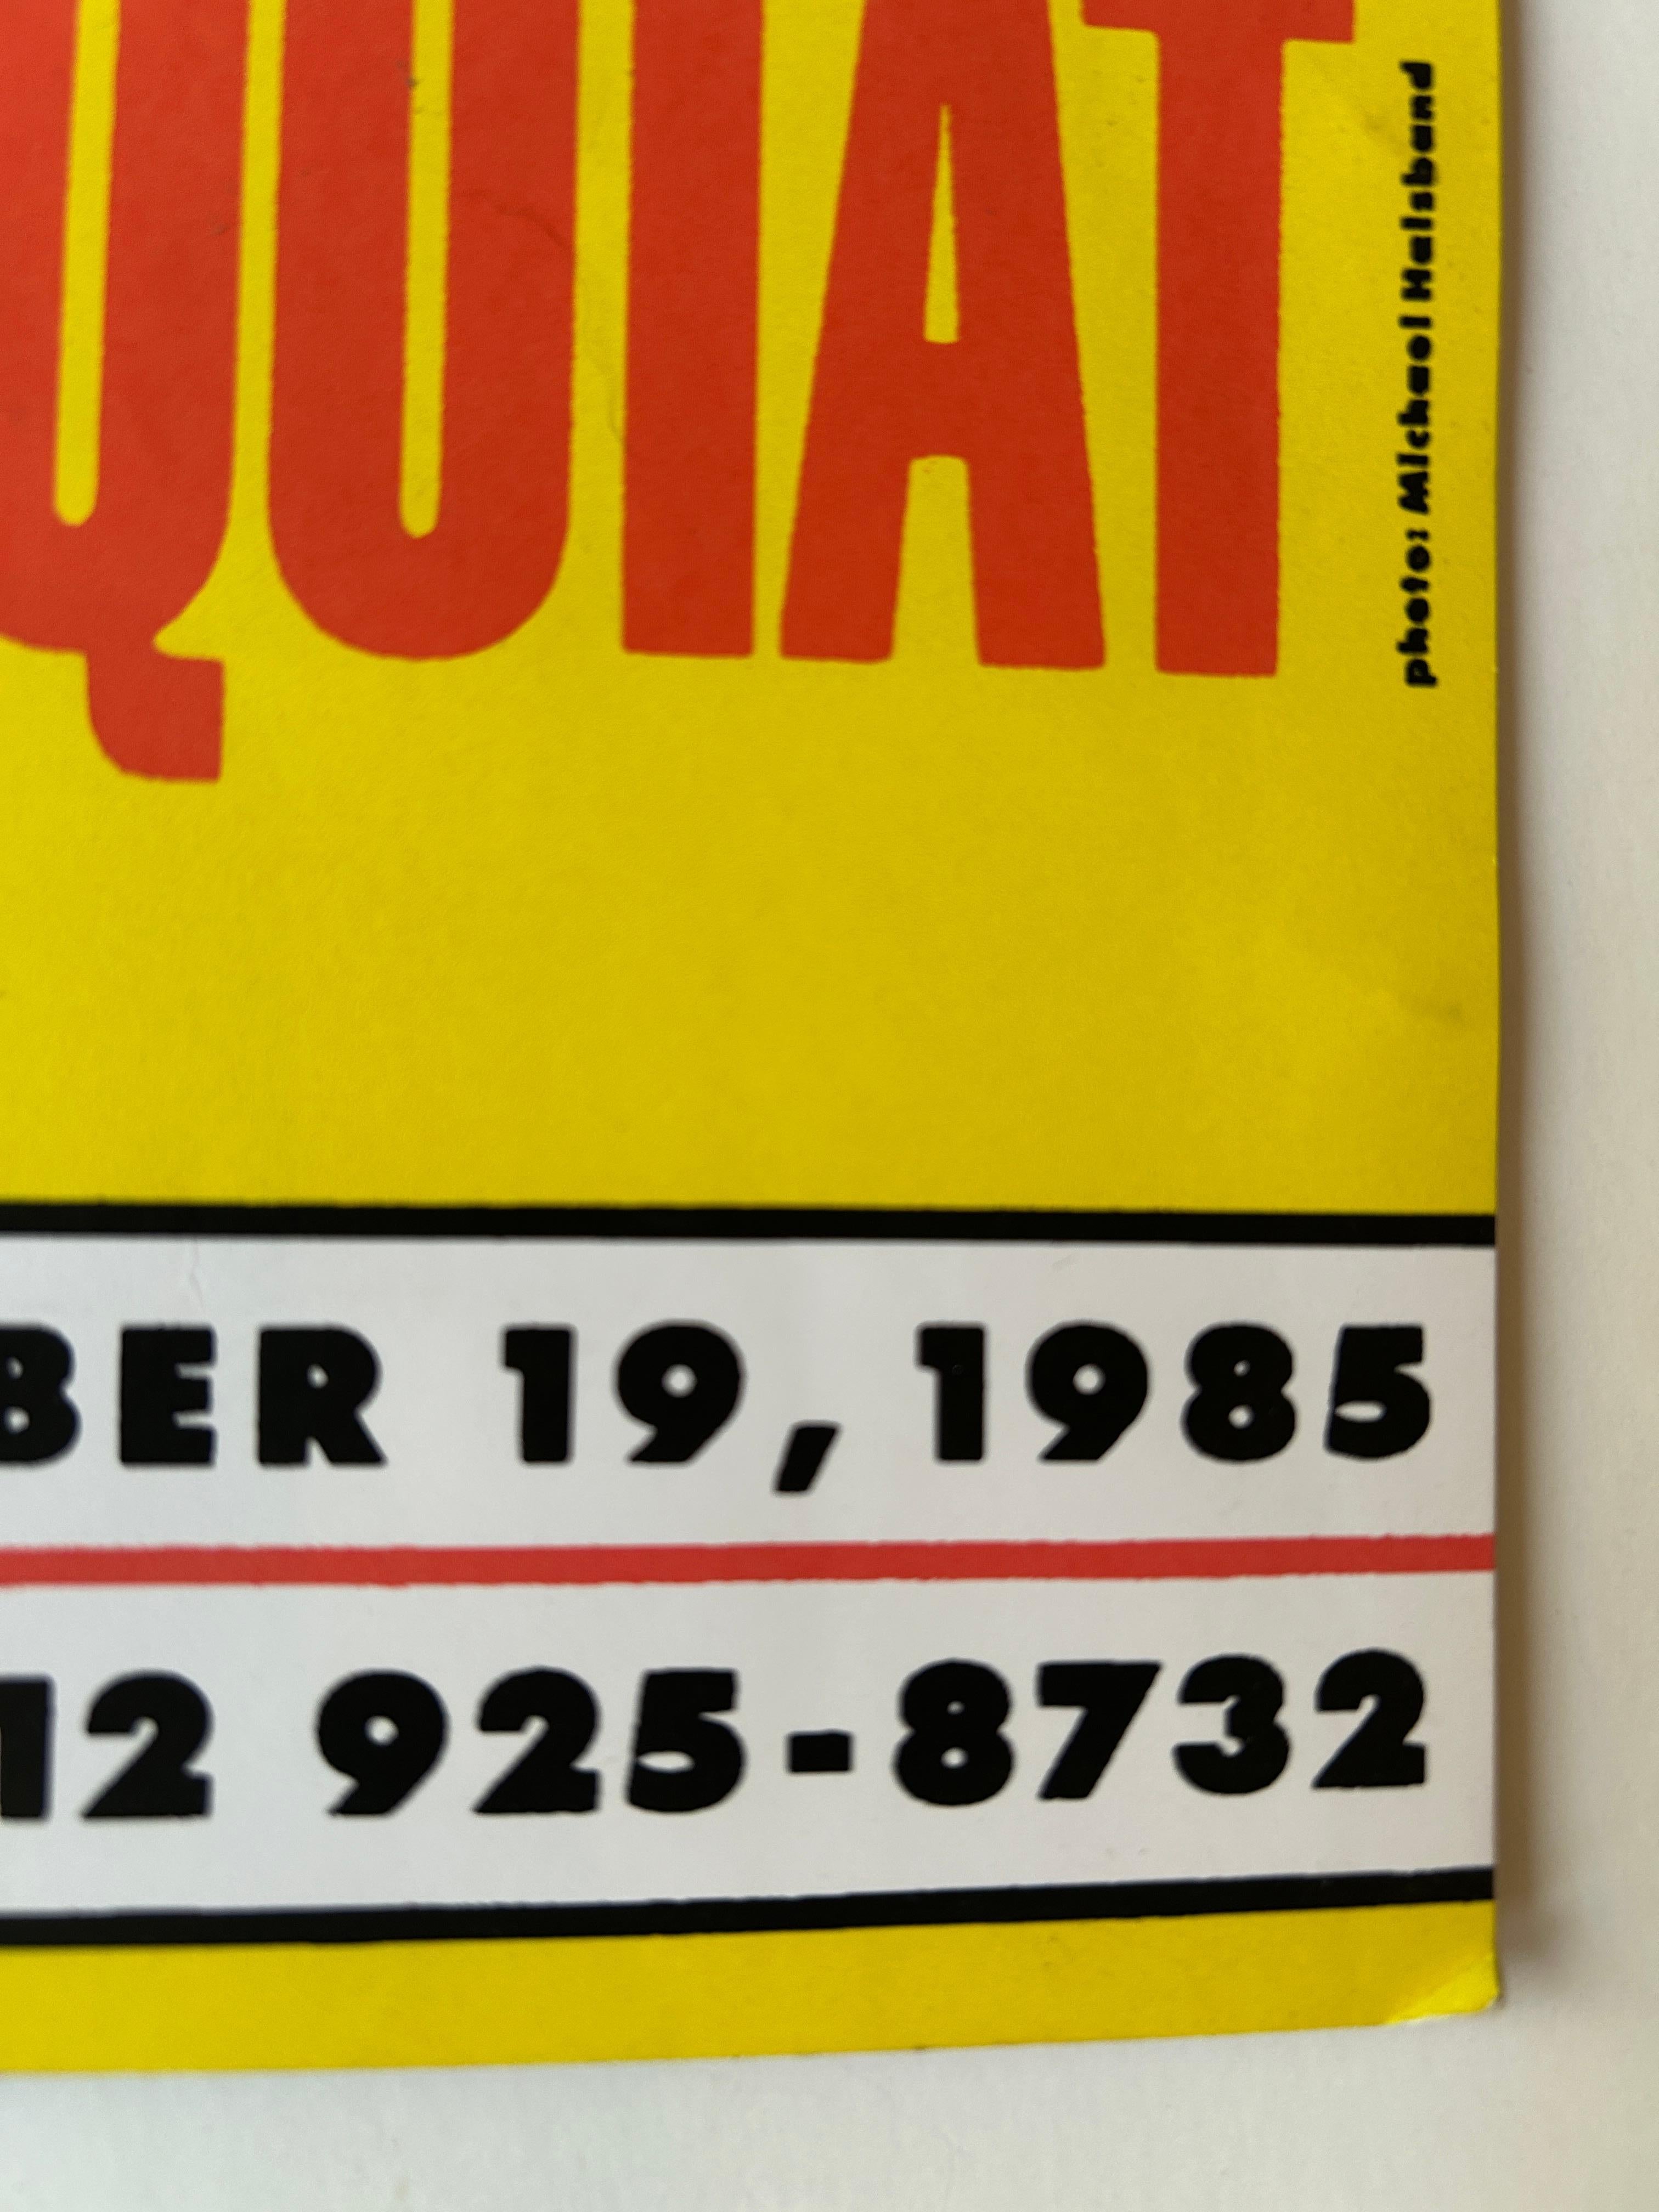 QUIAT
photo: Michael Halsband
BER 19, 1985
12 925-8732